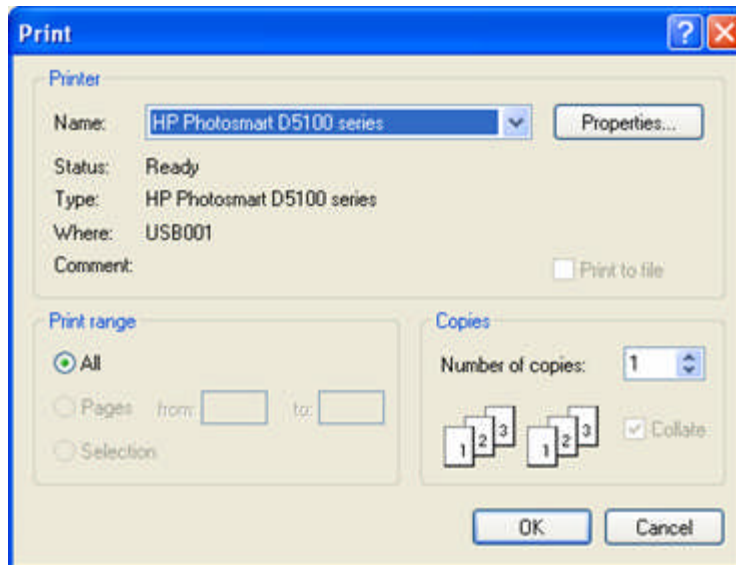 Print
Printer
Name: HP Photosmart D5100 series Properties...
Status: Ready
Type: HP Photosmart D5100 series
Where: USB001
Comment: Print to file
Print range
All
Pages from: to:
Selection
Copies
Number of copies: 1
1 2 3 1 2 3 Collate
OK Cancel